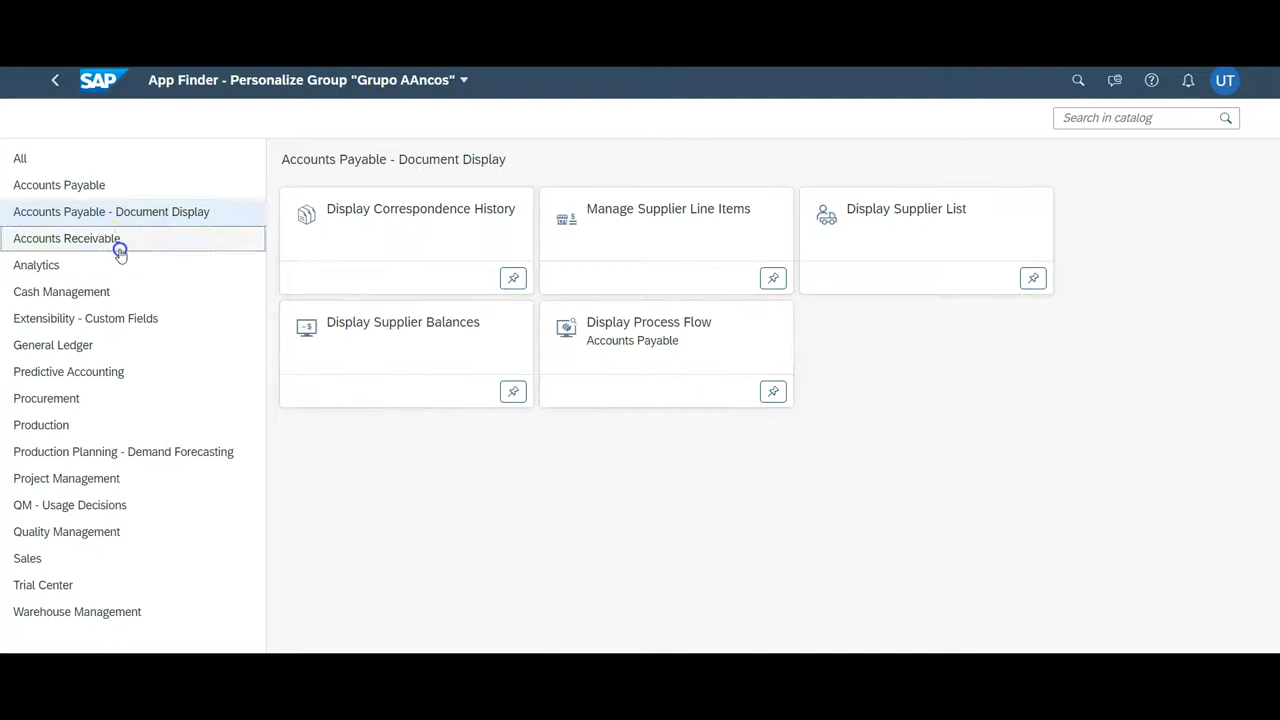 SAP
App Finder - Personalize Group "Grupo AAncos"
UT
Search in catalog
All
Accounts Payable
Accounts Payable - Document Display
Accounts Receivable
Analytics
Cash Management
Extensibility - Custom Fields
General Ledger
Predictive Accounting
Procurement
Production
Production Planning - Demand Forecasting
Project Management
QM - Usage Decisions
Quality Management
Sales
Trial Center
Warehouse Management
Accounts Payable - Document Display
Display Correspondence History
Manage Supplier Line Items
Display Supplier List
Display Supplier Balances
Display Process Flow
Accounts Payable